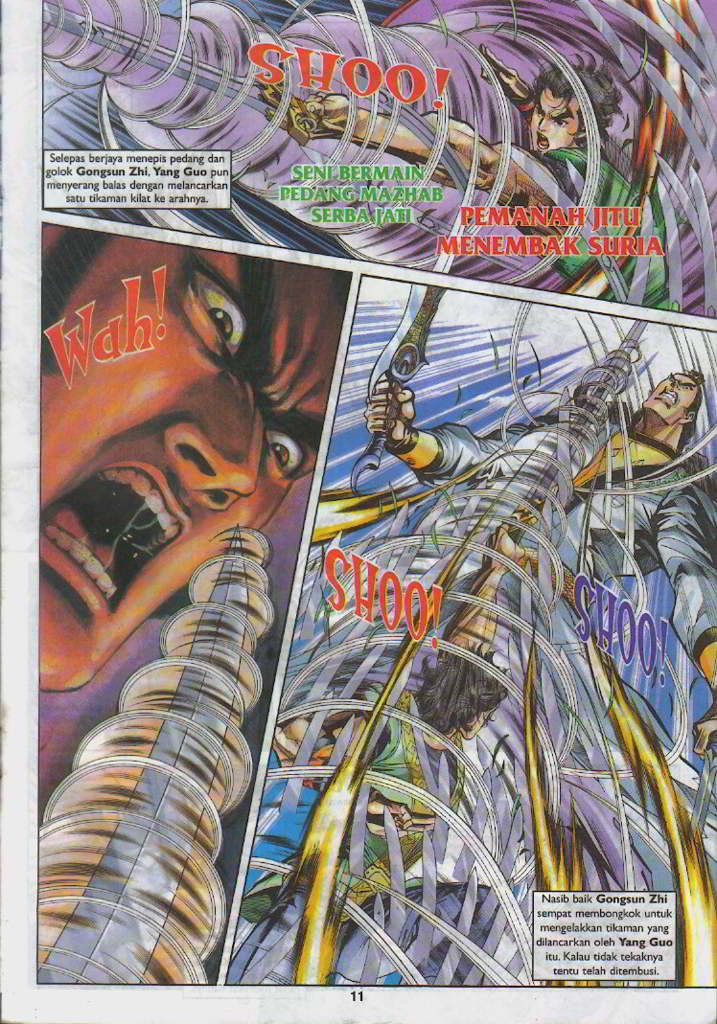 SHOO!
Selepas berjaya menepis pedang dan
golok Gongsun Zhi, Yang Guo pun
menyerang balas dengan melancarkan
satu tikaman kilat ke arahnya.
SENI BERMAIN
PEDANG MAZHAB
SERBA JATI
PEMANAH JITU
MENEMBAK SURIA
Wah!
SHOO!
SHOO!
Nasib baik Gongsun Zhi
sempat membongkok untuk
mengelakkan tikaman yang
dilancarkan oleh Yang Guo
itu. Kalau tidak tekaknya
tentu telah ditembusi.
11